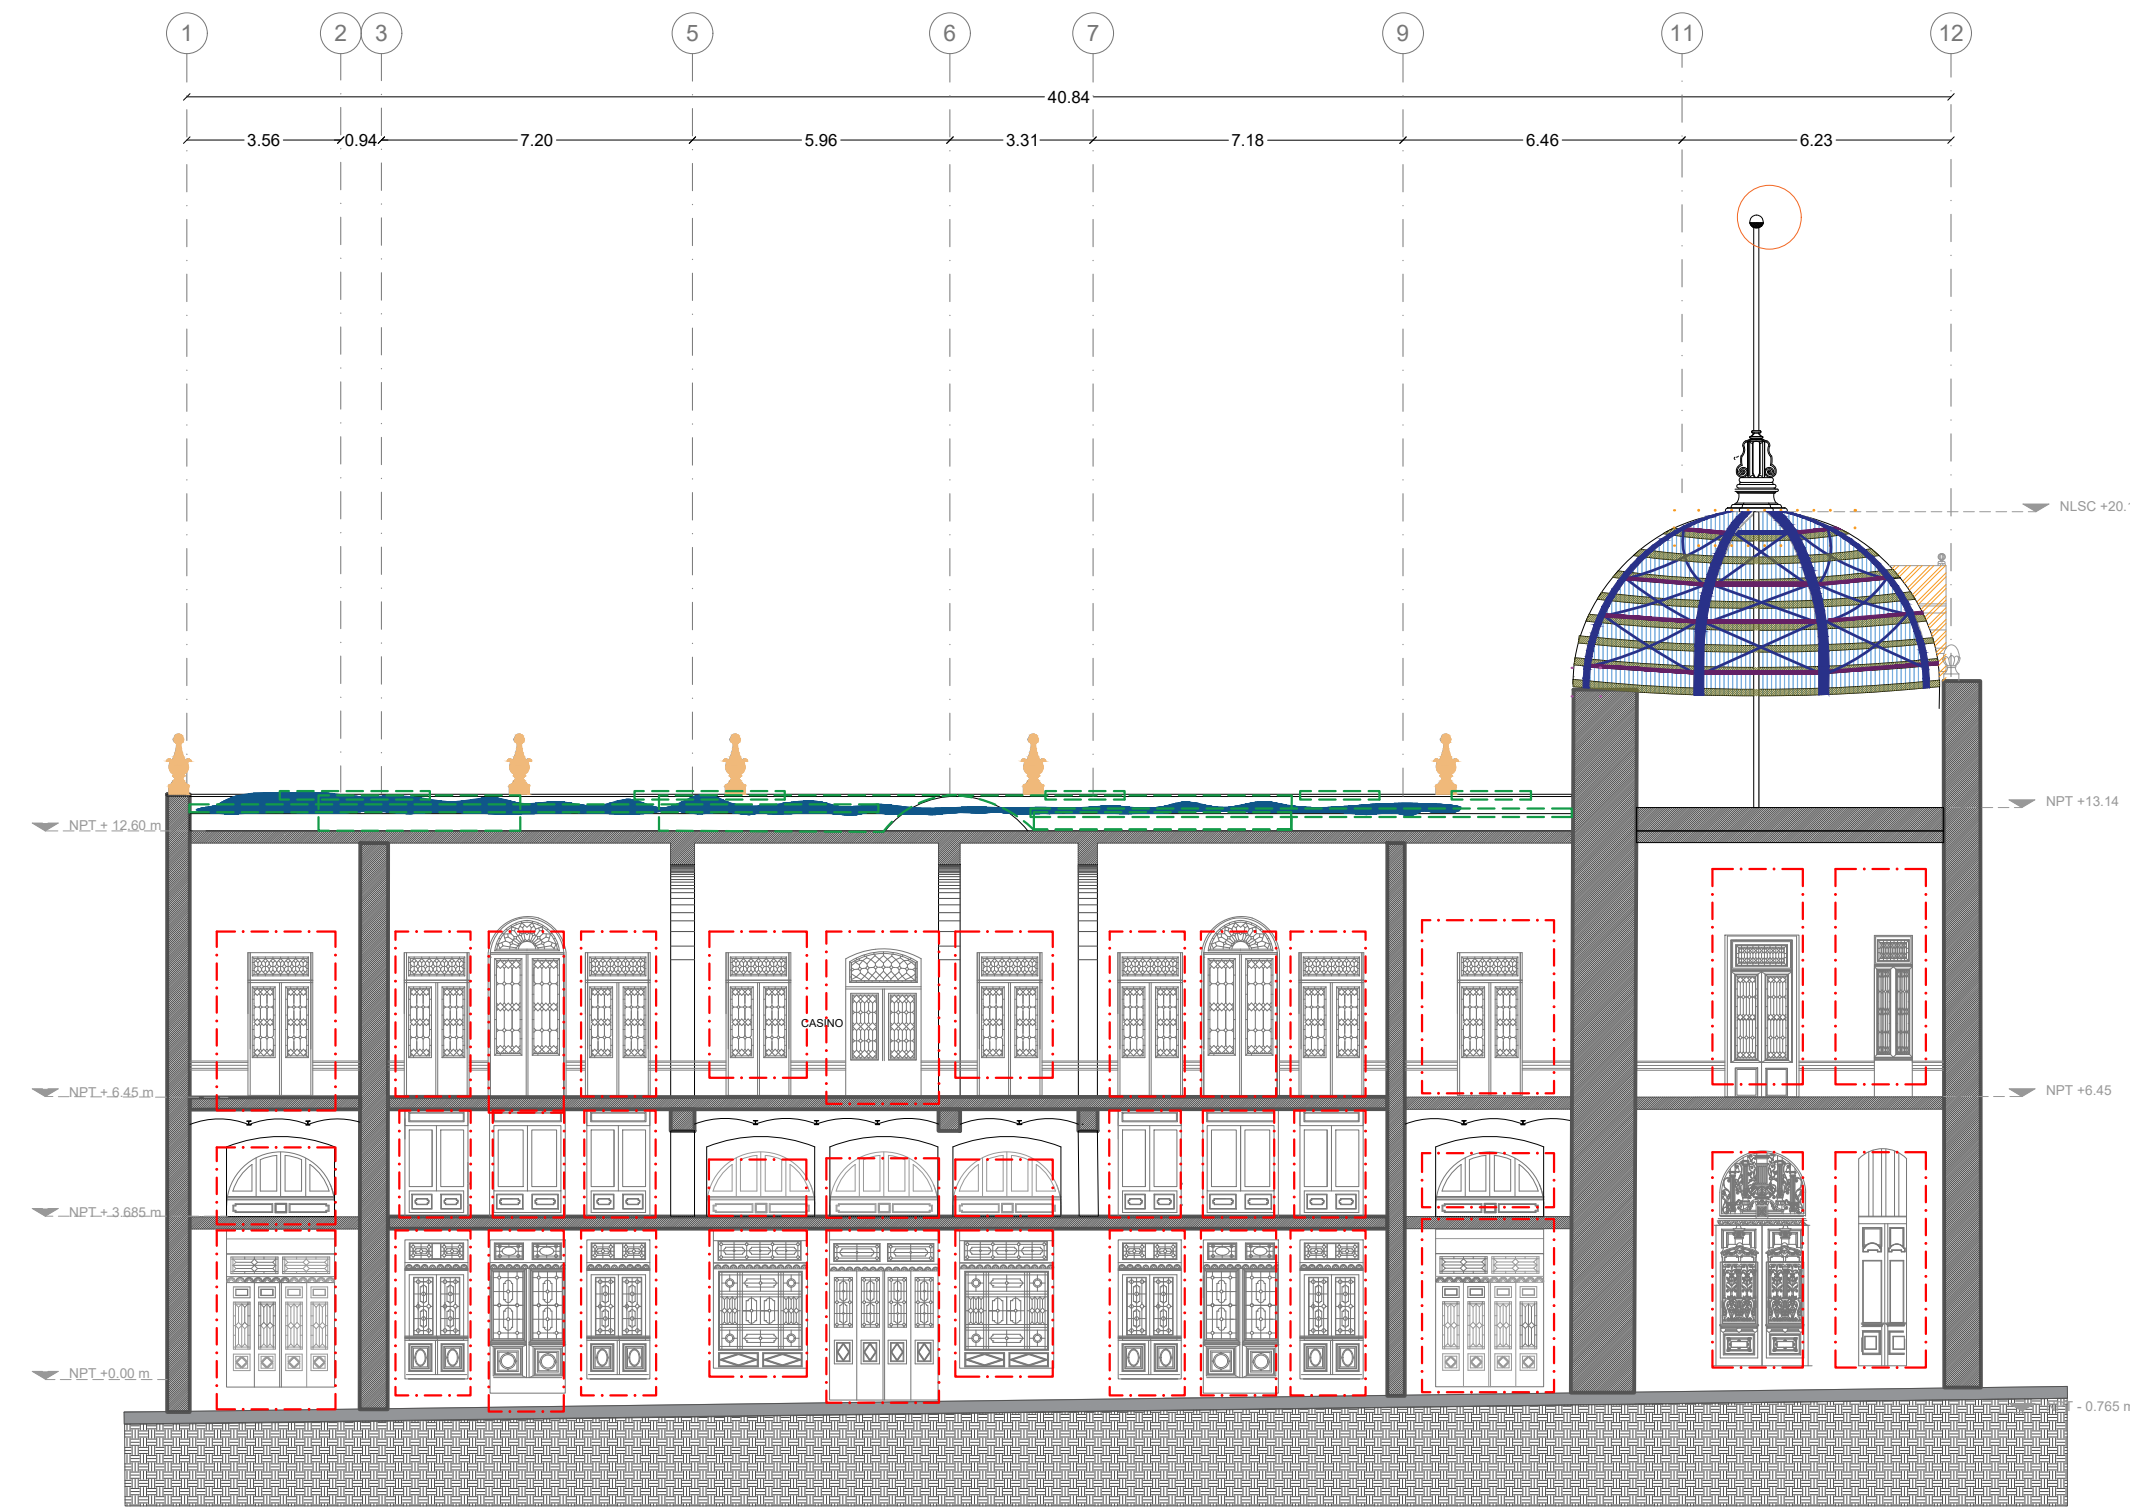 1 2 3 5 6 7 9 11 12
40.84
3.56 0.94 7.20 5.96 3.31 7.18 6.46 6.23
NLSC +20.1
NPT +13.14
NPT + 12.60 m
CASINO
NPT + 6.45 m
NPT +6.45
NPT + 3.685 m
NPT +0.00 m
- 0.765 m